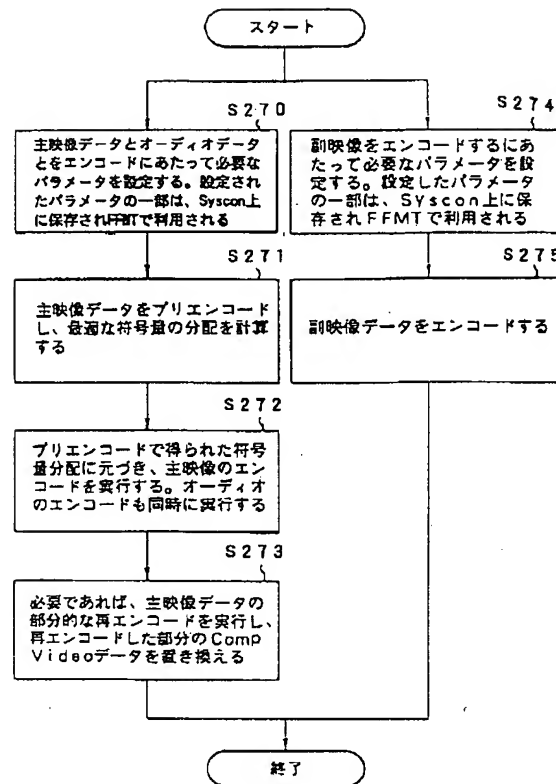 スタート
S270
主映像データとオーディオデータ
とをエンコードにあたって必要な
パラメータを設定する。設定され
たパラメータの一部は、Syscon上
に保存されFFMTで利用される
S271
主映像データをプリエンコード
し、最適な符号量の分配を計算
する
S272
プリエンコードで得られた符号
量分配に元づき、主映像のエン
コードを実行する。オーディオ
のエンコードも同時に実行する
S273
必要であれば、主映像データの
部分的な再エンコードを実行し、
再エンコードした部分のComp
Videoデータを置き換える
S274
副映像をエンコードするにあ
たって必要なパラメータを設
定する。設定したパラメータ
の一部は、Syscon上に保
存されFFMTで利用される
S275
副映像データをエンコードする
終了